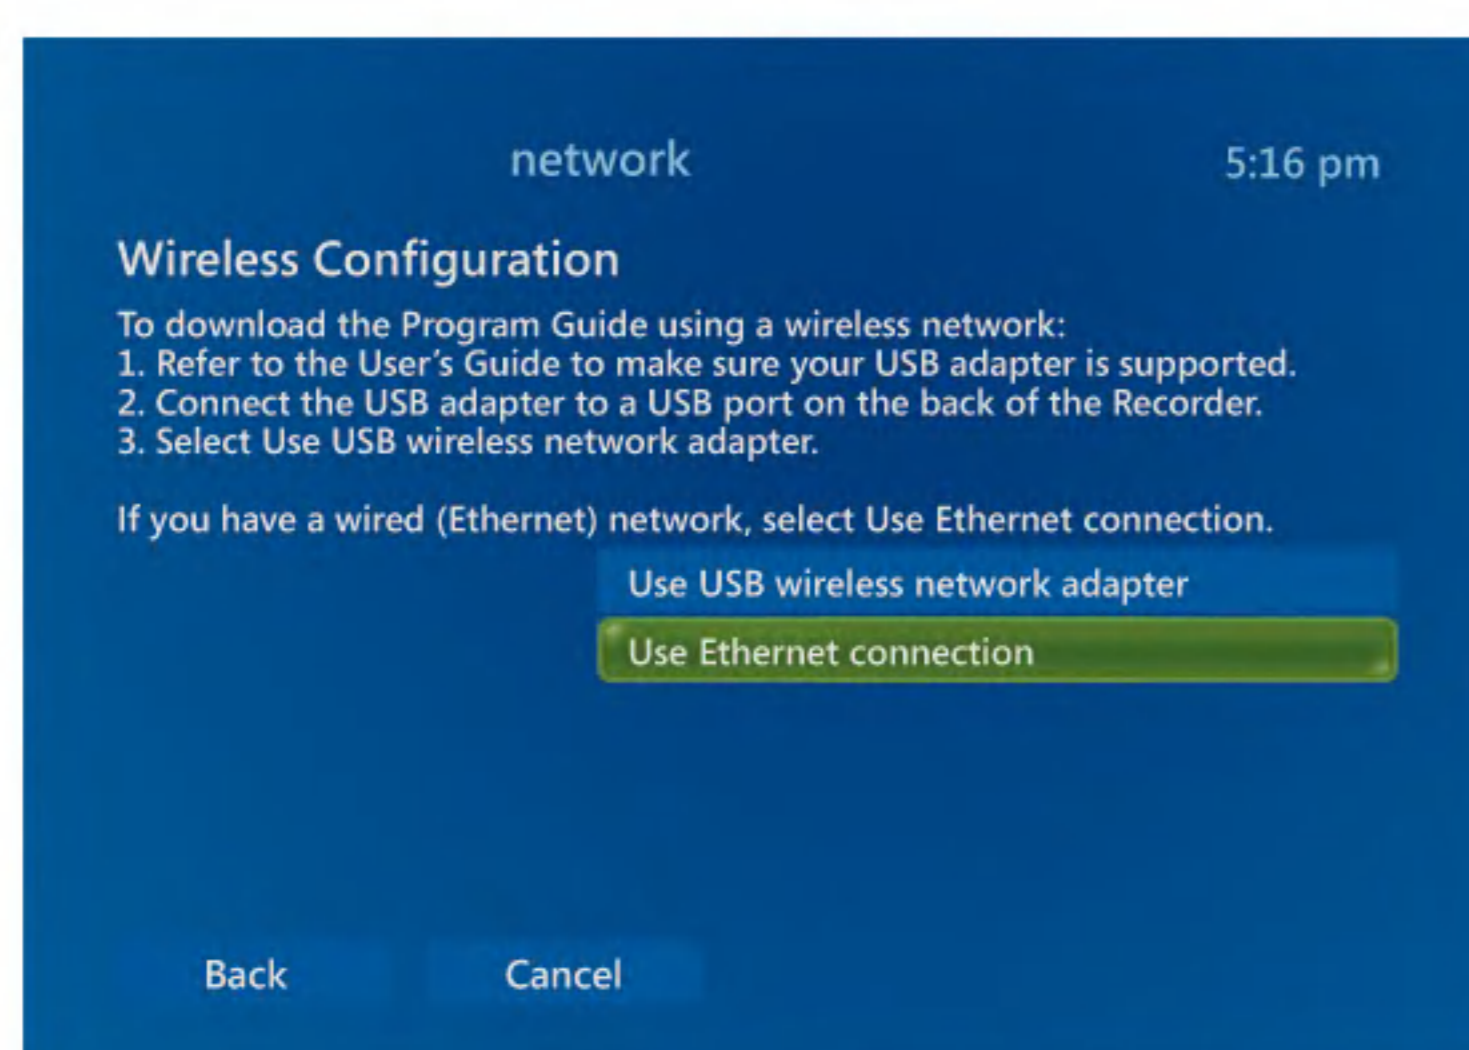 network
5:16 pm
Wireless Configuration
To download the Program Guide using a wireless network:
1. Refer to the User's Guide to make sure your USB adapter is supported.
2. Connect the USB adapter to a USB port on the back of the Recorder.
3. Select Use USB wireless network adapter.
If you have a wired (Ethernet) network, select Use Ethernet connection.
Use USB wireless network adapter
Use Ethernet connection
Back
Cancel